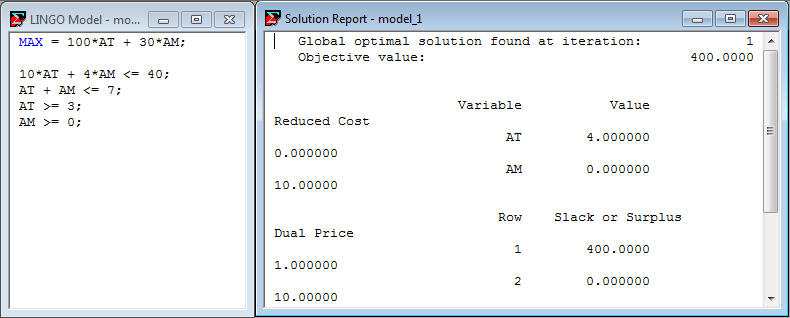 LINGO Model - mo...
MAX = 100*AT + 30*AM;
10*AT + 4*AM <= 40;
AT + AM <= 7;
AT >= 3;
AM >= 0;
Solution Report - model_1
Global optimal solution found at iteration: 1
Objective value: 400.0000
Variable Value
Reduced Cost
AT 4.000000
0.000000
AM 0.000000
10.00000
Row Slack or Surplus
Dual Price
1 400.0000
1.000000
2 0.000000
10.00000